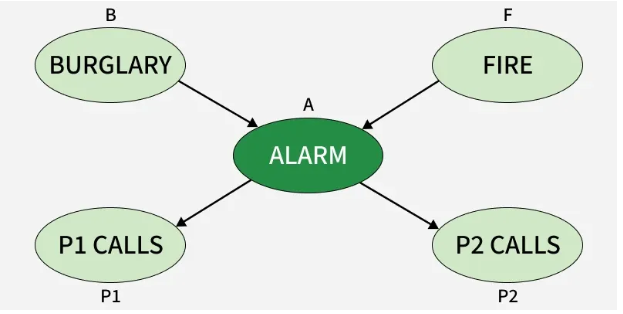 B
F
BURGLARY
FIRE
A
ALARM
P1 CALLS
P2 CALLS
P1
P2